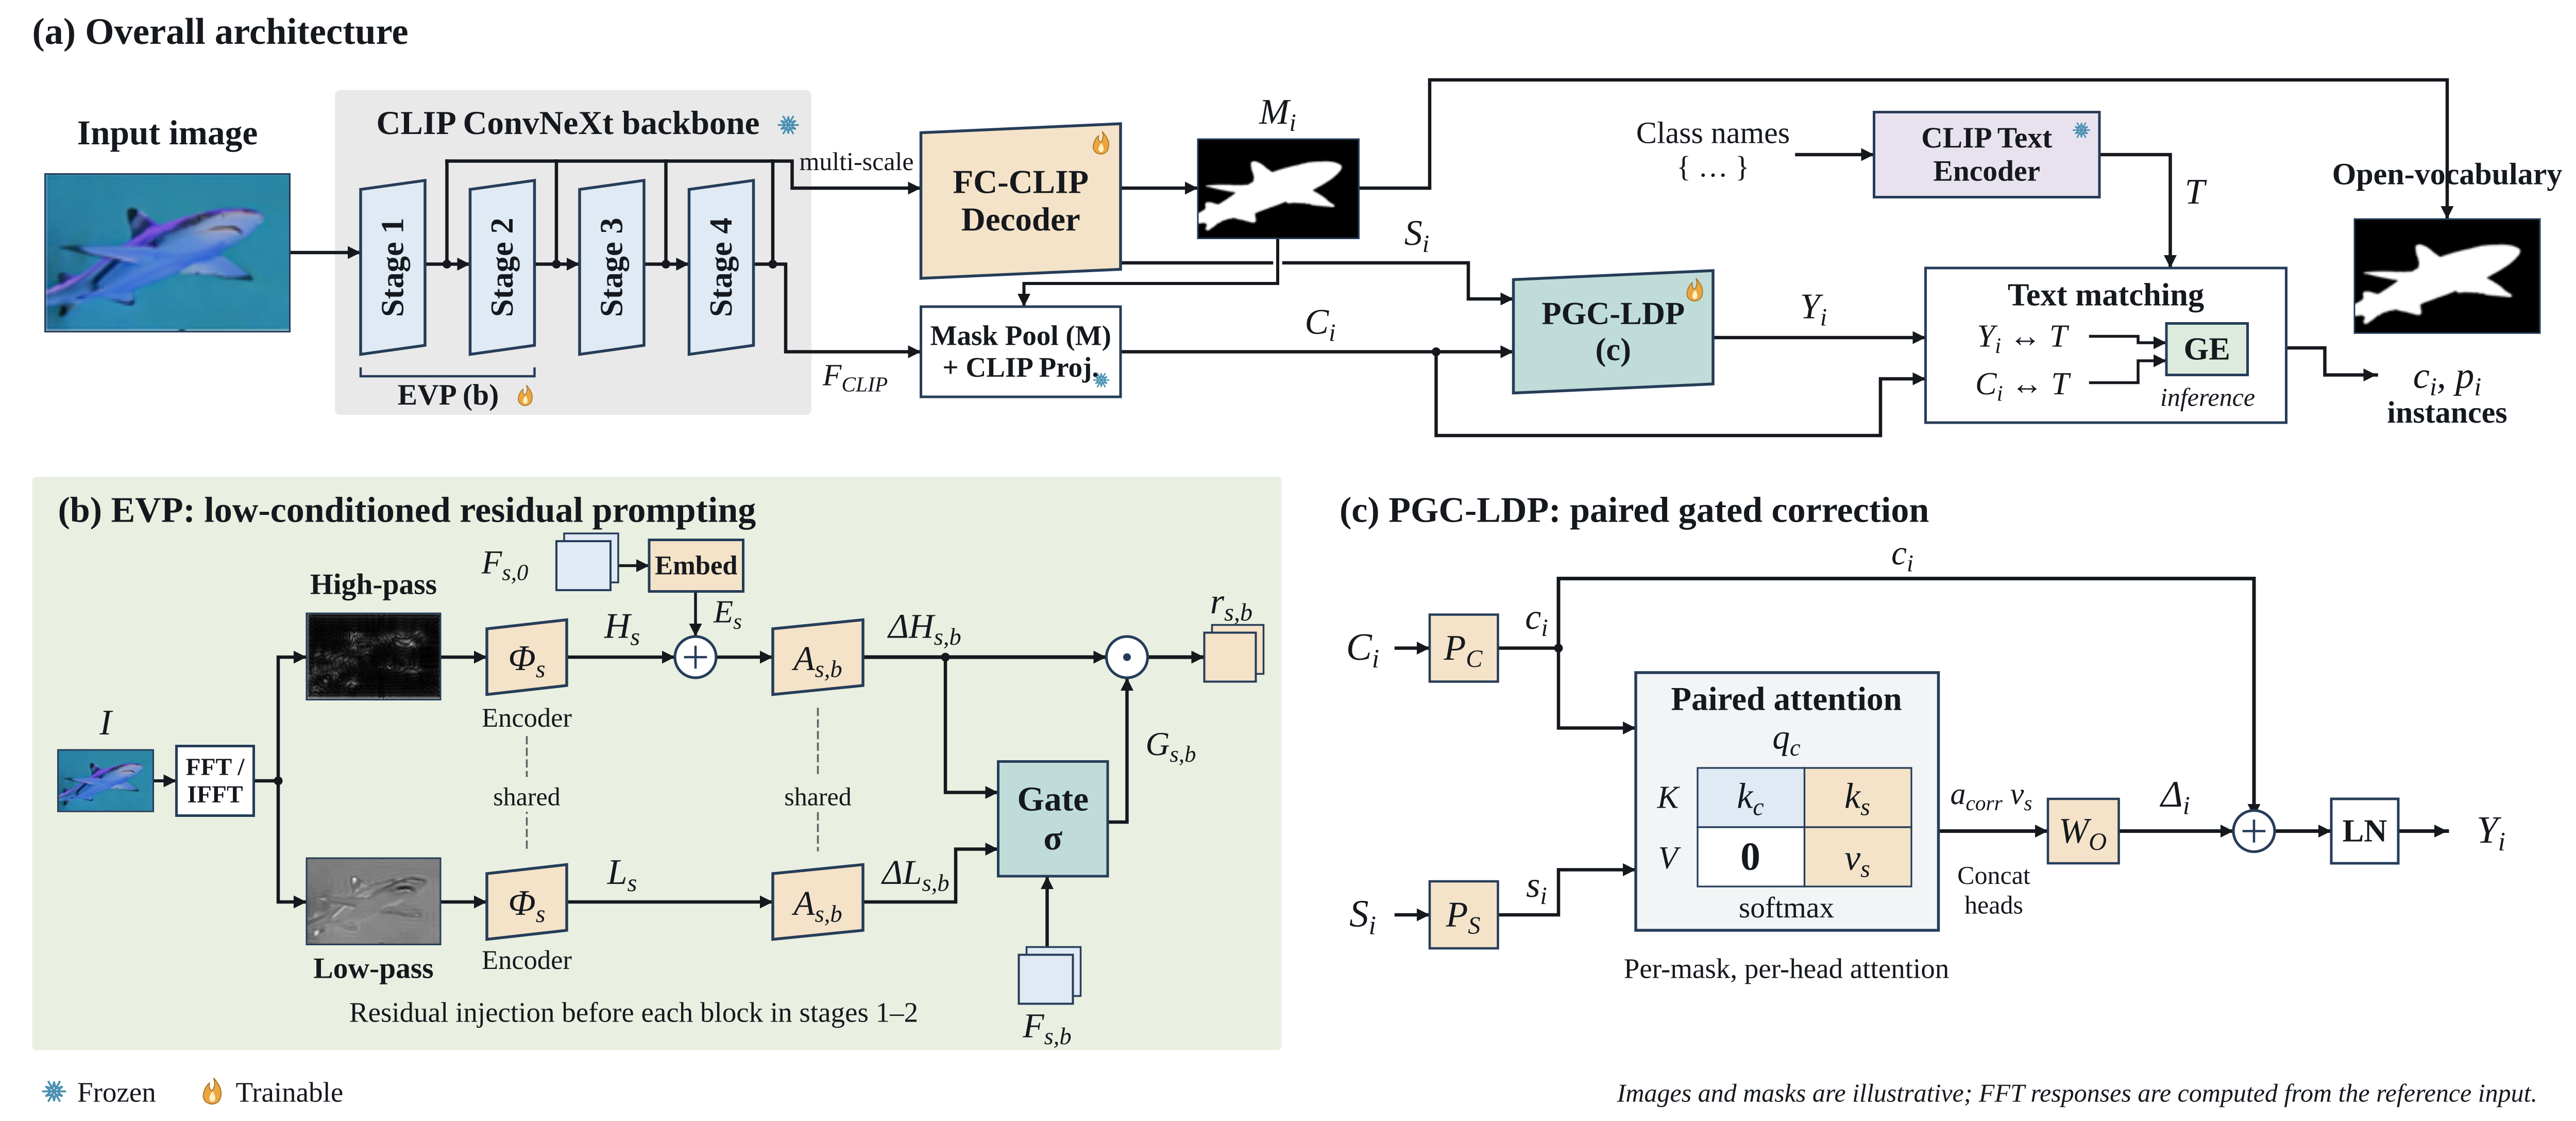 (a) Overall architecture
Input image
CLIP ConvNeXt backbone
Stage 1
Stage 2
Stage 3
Stage 4
EVP (b)
multi-scale
F_CLIP
FC-CLIP
Decoder
M_i
Mask Pool (M)
+ CLIP Proj.
S_i
C_i
PGC-LDP
(c)
Y_i
Class names
{ … }
CLIP Text
Encoder
T
Text matching
Y_i ↔ T
C_i ↔ T
GE
inference
Open-vocabulary
c_i, p_i
instances
(b) EVP: low-conditioned residual prompting
F_s,0
Embed
E_s
High-pass
I
FFT /
IFFT
Φ_s
Encoder
H_s
A_s,b
ΔH_s,b
r_s,b
shared
shared
G_s,b
Gate
σ
Low-pass
Φ_s
Encoder
L_s
A_s,b
ΔL_s,b
F_s,b
Residual injection before each block in stages 1–2
(c) PGC-LDP: paired gated correction
c_i
C_i
P_C
c_i
S_i
P_S
s_i
Paired attention
q_c
K k_c k_s
V 0 v_s
softmax
Per-mask, per-head attention
a_corr v_s
Concat
heads
W_O
Δ_i
LN
Y_i
Frozen
Trainable
Images and masks are illustrative; FFT responses are computed from the reference input.